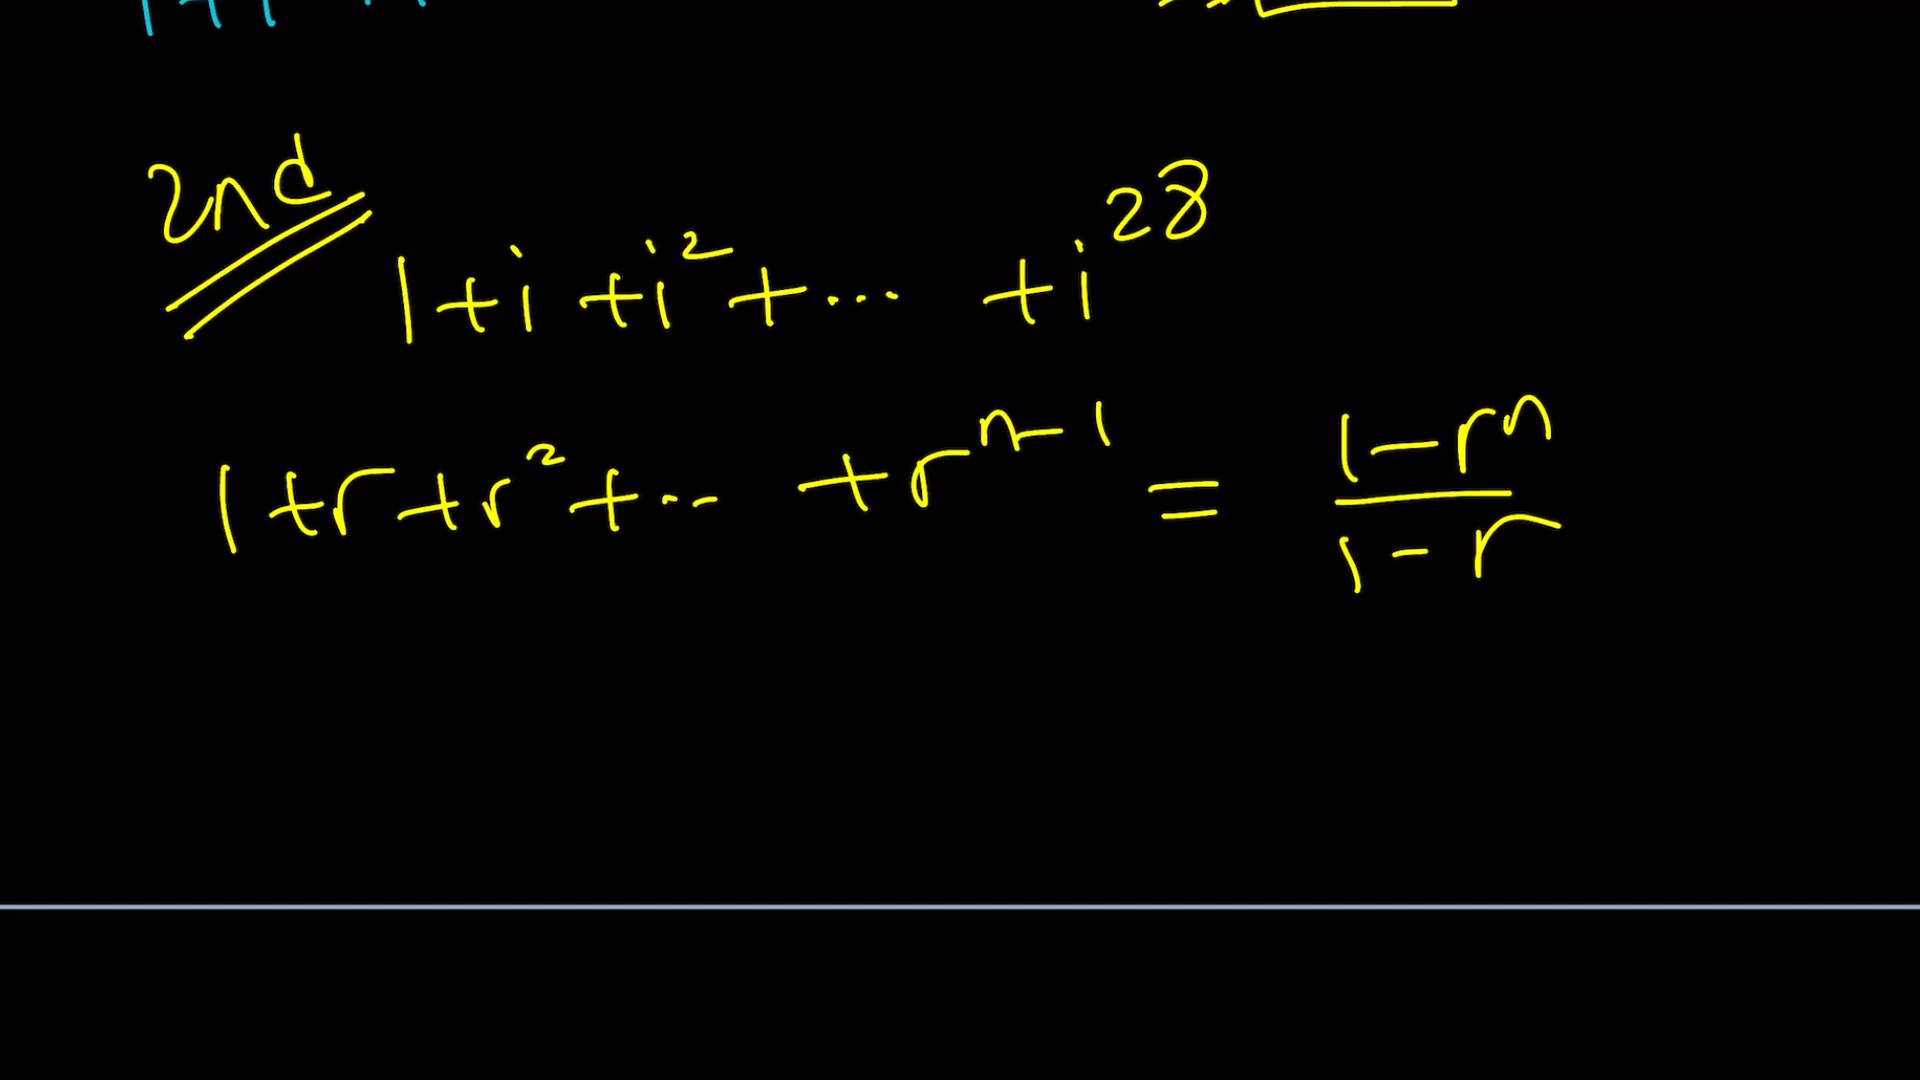 2nd
1+i+i²+... +i²⁸
1+r+r²+... +rⁿ⁻¹ = (1-rⁿ)/(1-r)